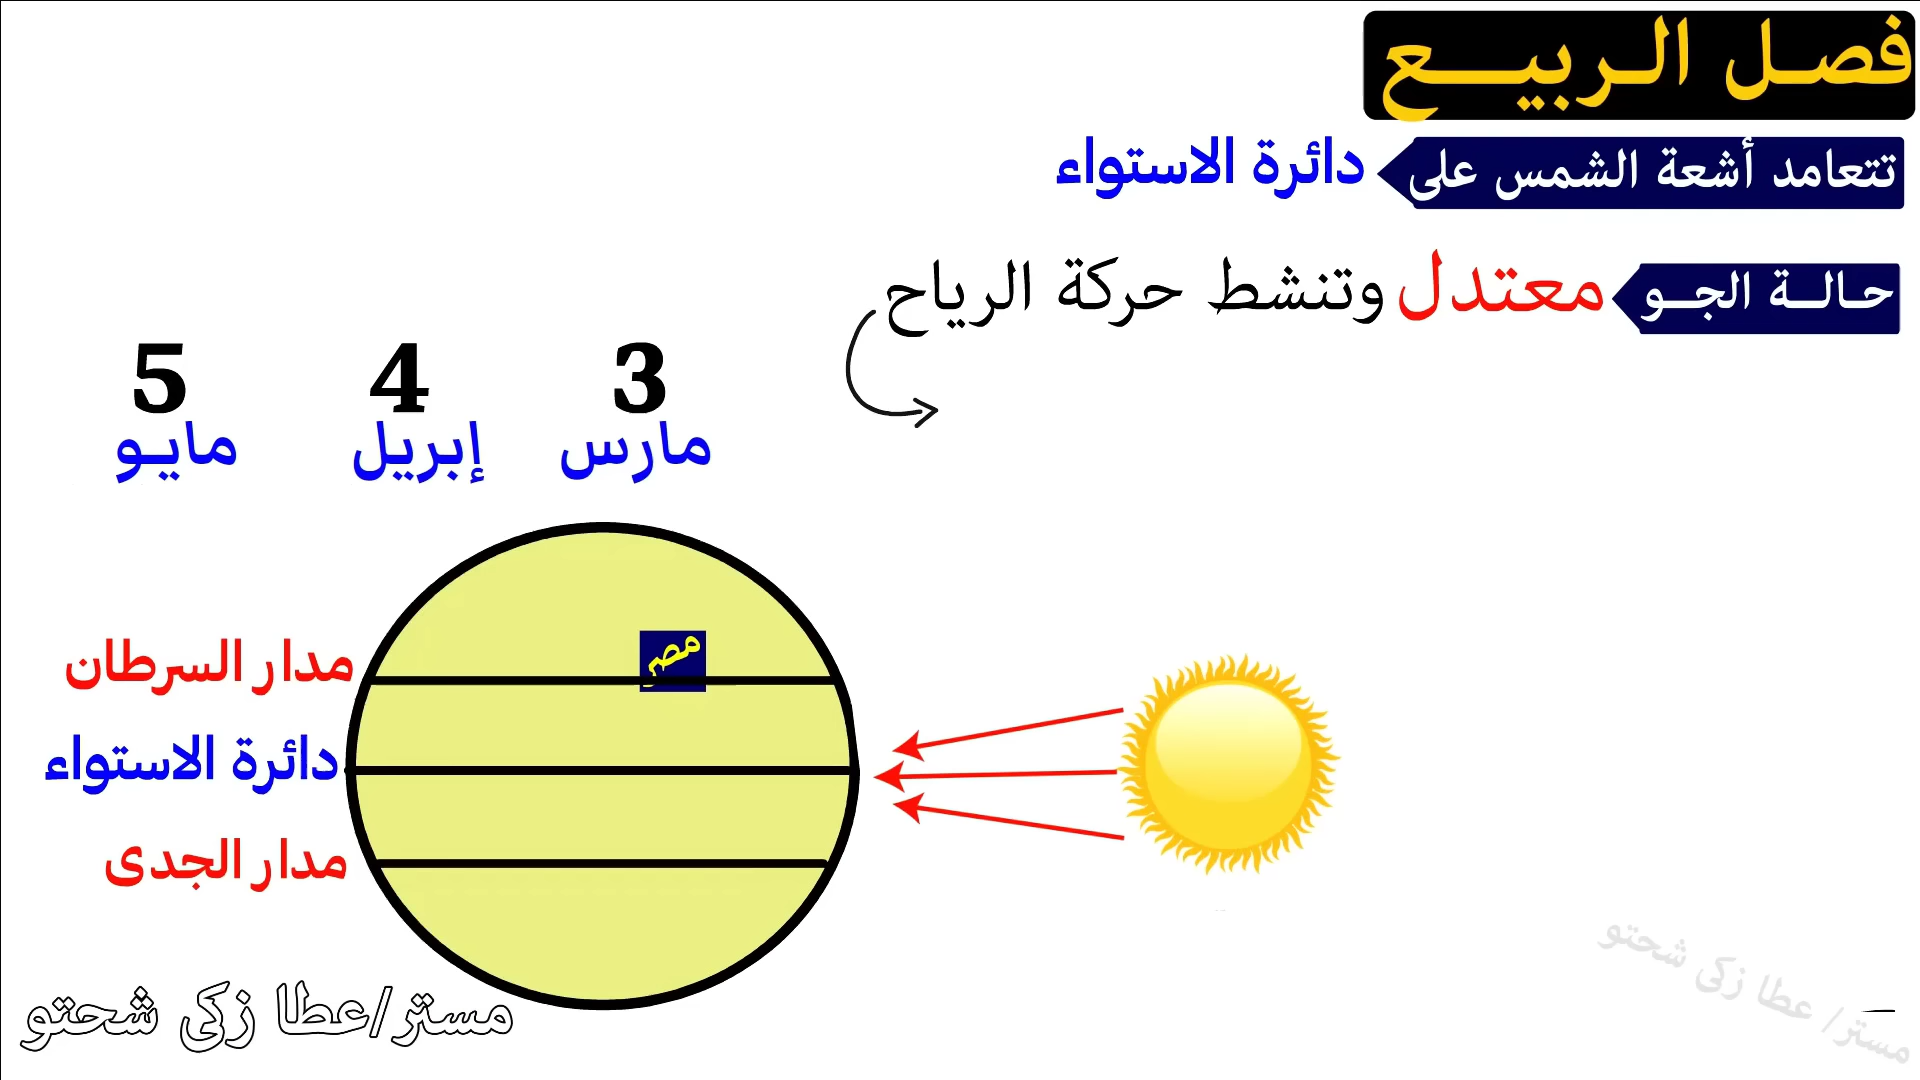 فصل الربيع
تتعامد أشعة الشمس على دائرة الاستواء
حالة الجو معتدل وتنشط حركة الرياح
3 4 5
مارس إبريل مايو
مصر
مدار السرطان
دائرة الاستواء
مدار الجدى
مستر/عطا زكى شحتو
مستر/ عطا زكى شحتو